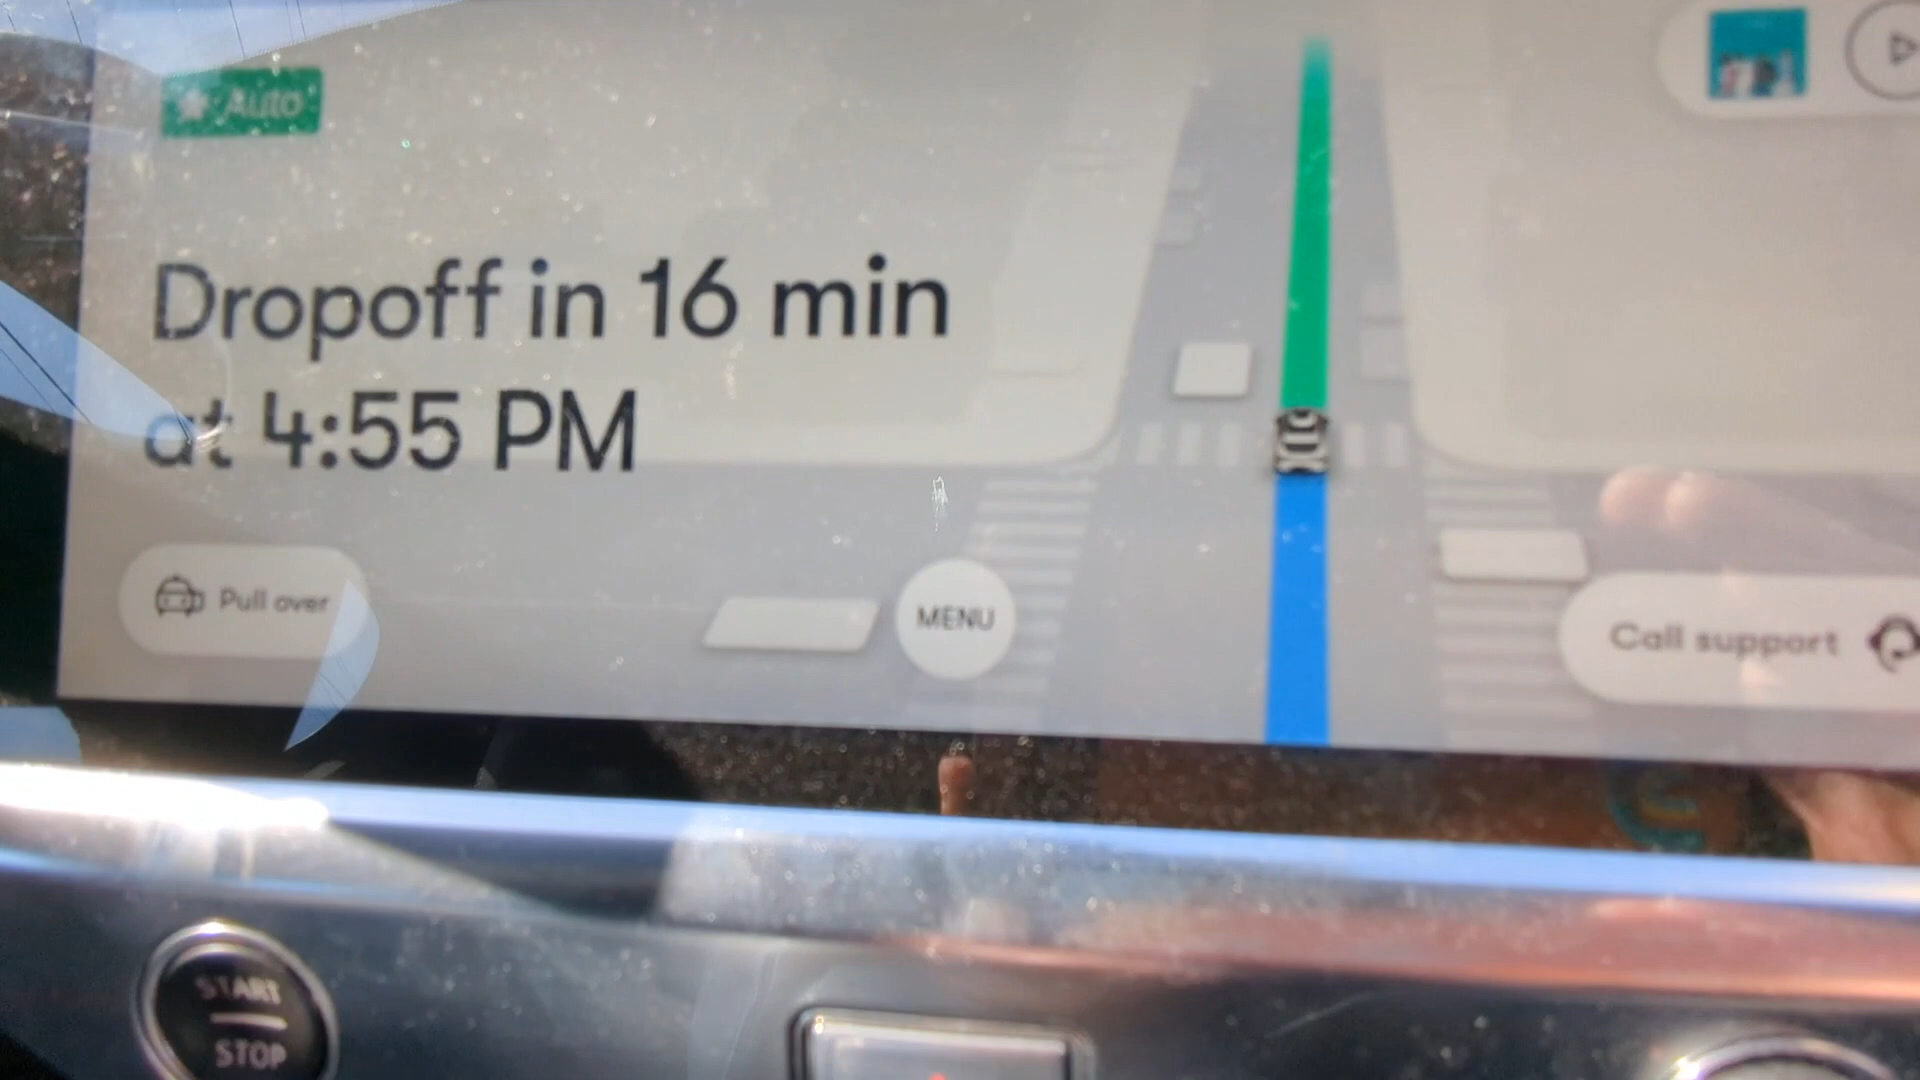 Auto
Dropoff in 16 min
at 4:55 PM
Pull over
MENU
Call support
START
STOP